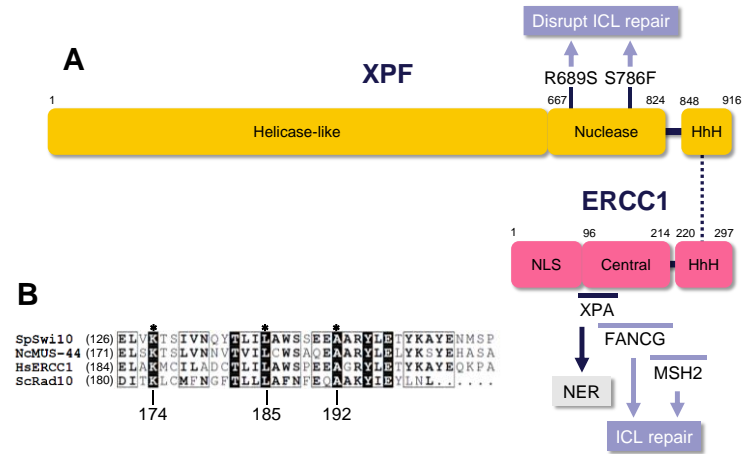 Disrupt ICL repair
A
XPF
R689S S786F
1 667 824 848 916
Helicase-like Nuclease HhH
ERCC1
1 96 214 220 297
NLS Central HhH
XPA
FANCG
MSH2
NER
ICL repair
B
* * *
SpSwi10 (126) ELVKTSIVNQYTLILAWSSEEAARYLETYKAYENMSP
NcMUS-44 (171) ELSKTSLVNNVTVILCWSAQEAARYLELYKSYEHASA
HsERCC1 (184) ELAKMCILADCTLILAWSPEEAGRYLETYKAYEQKPA
ScRad10 (180) DITKLCMFNGFTLLLAFNFEQAAKYIEYLNL......
174 185 192